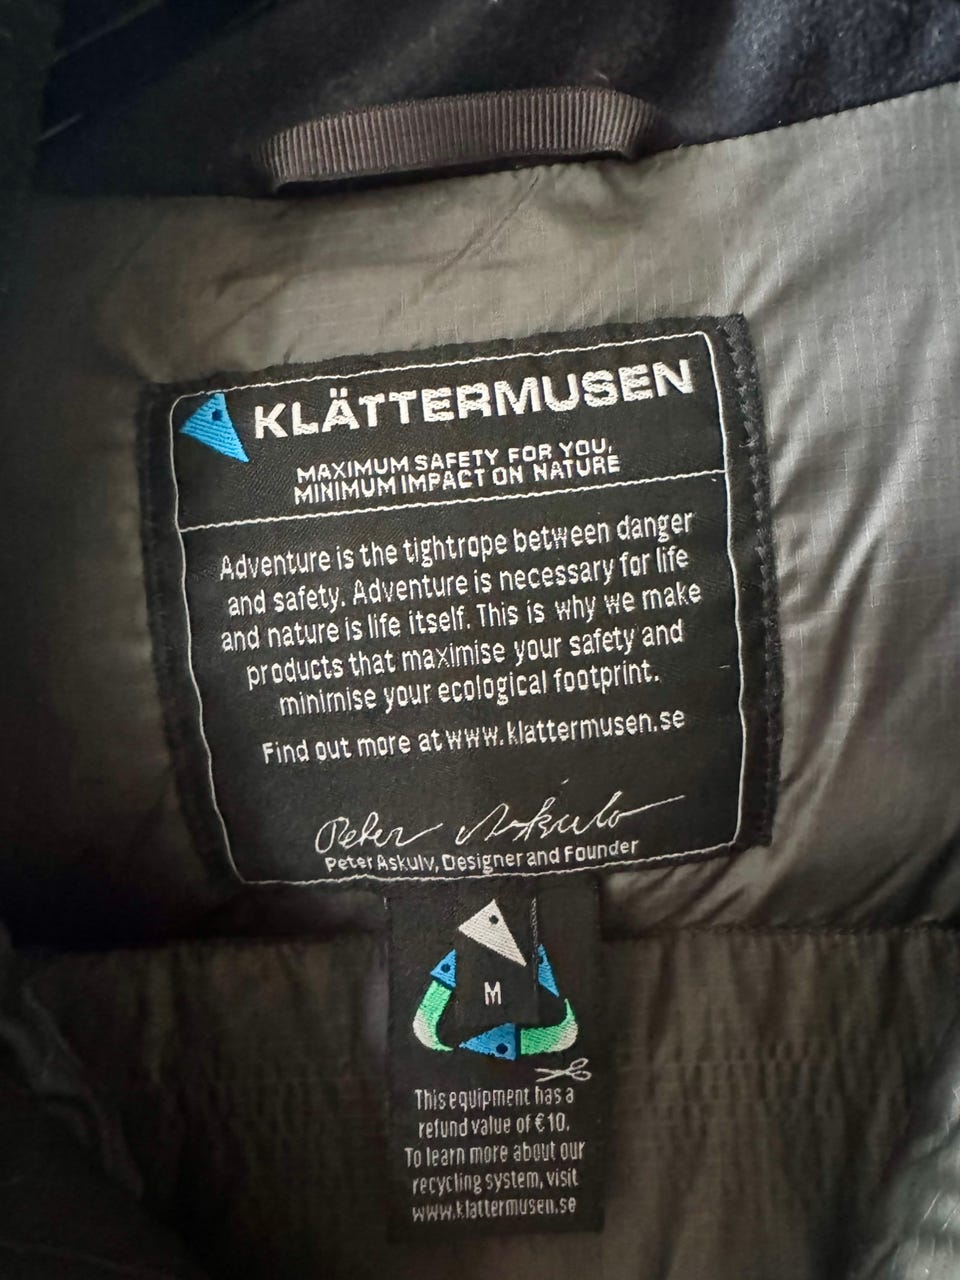 KLÄTTERMUSEN
MAXIMUM SAFETY FOR YOU,
MINIMUM IMPACT ON NATURE
Adventure is the tightrope between danger
and safety. Adventure is necessary for life
and nature is life itself. This is why we make
products that maximise your safety and
minimise your ecological footprint.
Find out more at www.klattermusen.se
Peter Askulv
Peter Askulv, Designer and Founder
M
This equipment has a
refund value of €10.
To learn more about our
recycling system, visit
www.klattermusen.se